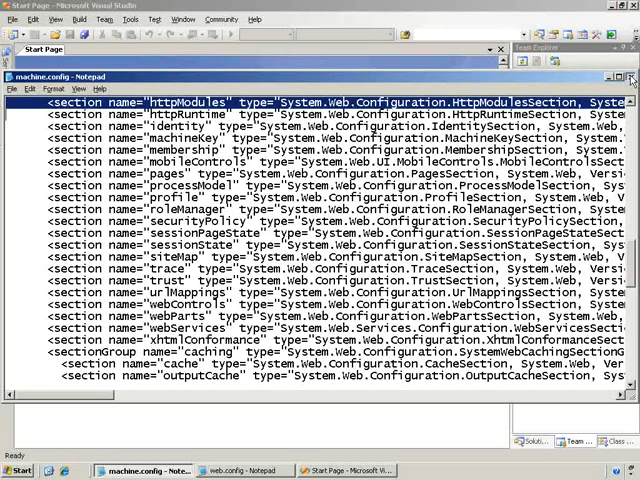 Start Page - Microsoft Visual Studio
File Edit View Build Team Tools Test Window Community Help
Start Page
Team Explorer
machine.config - Notepad
File Edit Format View Help
<section name="httpModules" type="System.Web.Configuration.HttpModulesSection, Syste
<section name="httpRuntime" type="System.Web.Configuration.HttpRuntimeSection, Syste
<section name="identity" type="System.Web.Configuration.IdentitySection, System.Web,
<section name="machineKey" type="System.Web.Configuration.MachineKeySection, System.
<section name="membership" type="System.Web.Configuration.MembershipSection, System.
<section name="mobileControls" type="System.Web.UI.MobileControls.MobileControlsSect
<section name="pages" type="System.Web.Configuration.PagesSection, System.Web, Versi
<section name="processModel" type="System.Web.Configuration.ProcessModelSection, Sys
<section name="profile" type="System.Web.Configuration.ProfileSection, System.Web, V
<section name="roleManager" type="System.Web.Configuration.RoleManagerSection, Syste
<section name="securityPolicy" type="System.Web.Configuration.SecurityPolicySection,
<section name="sessionPageState" type="System.Web.Configuration.SessionPageStateSect
<section name="sessionState" type="System.Web.Configuration.SessionStateSection, Sys
<section name="siteMap" type="System.Web.Configuration.SiteMapSection, System.Web, V
<section name="trace" type="System.Web.Configuration.TraceSection, System.Web, Versi
<section name="trust" type="System.Web.Configuration.TrustSection, System.Web, Versi
<section name="urlMappings" type="System.Web.Configuration.UrlMappingsSection, Syste
<section name="webControls" type="System.Web.Configuration.WebControlsSection, Syste
<section name="webParts" type="System.Web.Configuration.WebPartsSection, System.Web,
<section name="webServices" type="System.Web.Services.Configuration.WebServicesSecti
<section name="xhtmlConformance" type="System.Web.Configuration.XhtmlConformanceSect
<sectionGroup name="caching" type="System.Web.Configuration.SystemWebCachingSectionG
<section name="cache" type="System.Web.Configuration.CacheSection, System.Web, Ver
<section name="outputCache" type="System.Web.Configuration.OutputCacheSection, Sys
Soluti... Team ... Class ...
Ready
Start machine.config - Note... web.config - Notepad Start Page - Microsoft Vi...